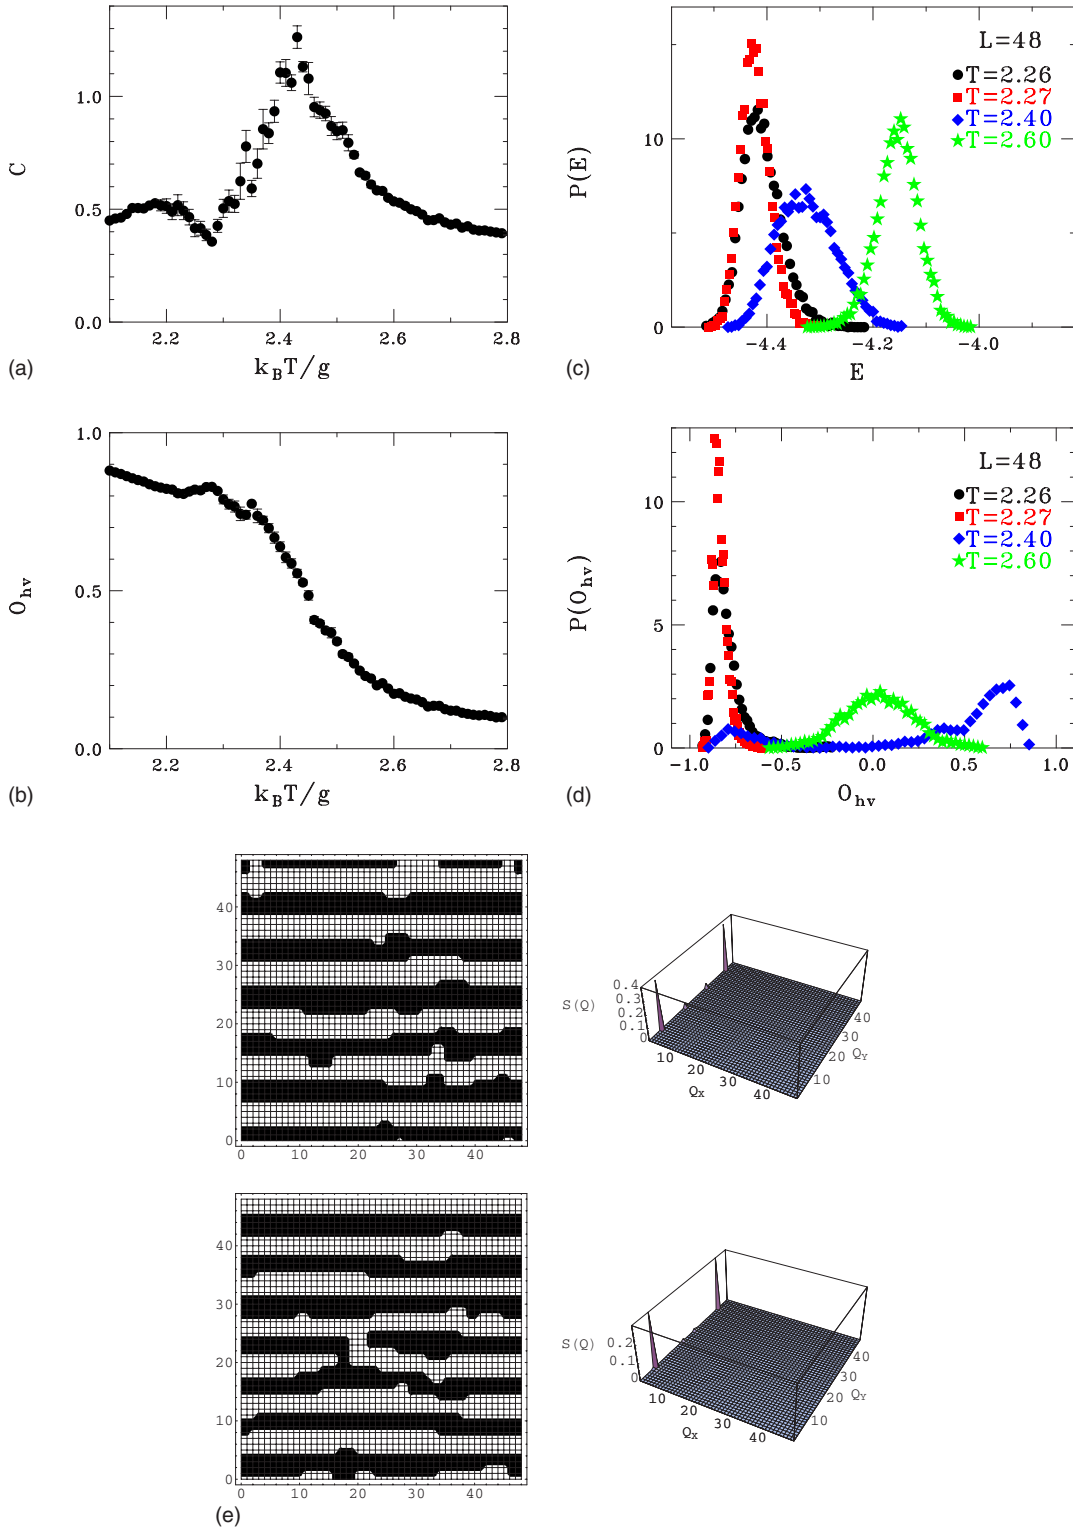 1.0
0.5
0.0
C
2.2 2.4 2.6 2.8
k_B T/g
(a)
10
5
0
P(E)
L=48
T=2.26
T=2.27
T=2.40
T=2.60
−4.4 −4.2 −4.0
E
(c)
1.0
0.5
0.0
O_hv
2.2 2.4 2.6 2.8
k_B T/g
(b)
10
5
0
P(O_hv)
L=48
T=2.26
T=2.27
T=2.40
T=2.60
−1.0 −0.5 0.0 0.5 1.0
O_hv
(d)
40
30
20
10
0
0 10 20 30 40
S(Q)
0.4
0.3
0.2
0.1
0
10 20 30 40
Q_X
10 20 30 40
Q_Y
40
30
20
10
0
0 10 20 30 40
S(Q)
0.2
0.1
0
10 20 30 40
Q_X
10 20 30 40
Q_Y
(e)